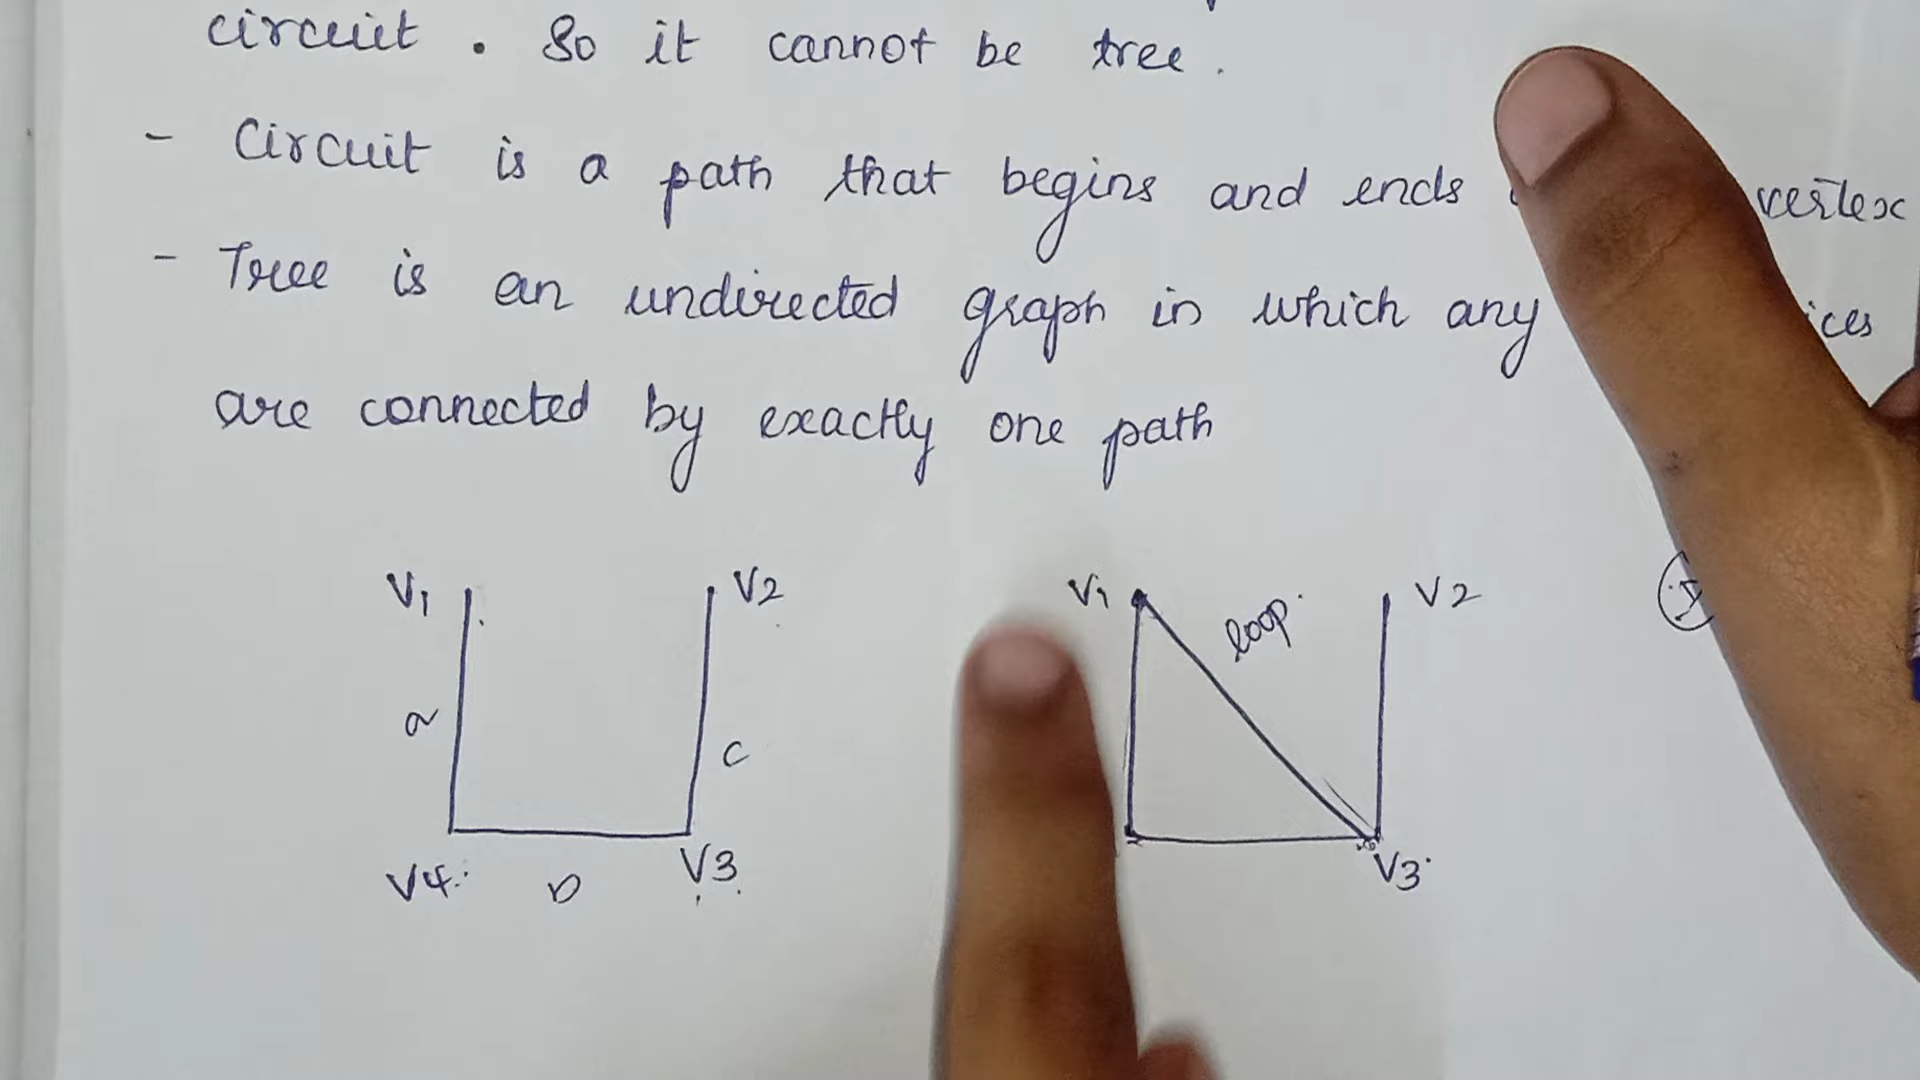 circuit . So it cannot be tree .
- Circuit is a path that begins and ends vertex
- Tree is an undirected graph in which any
are connected by exactly one path
V1 V2 V1 loop. V2
a c
V4 b V3 V3